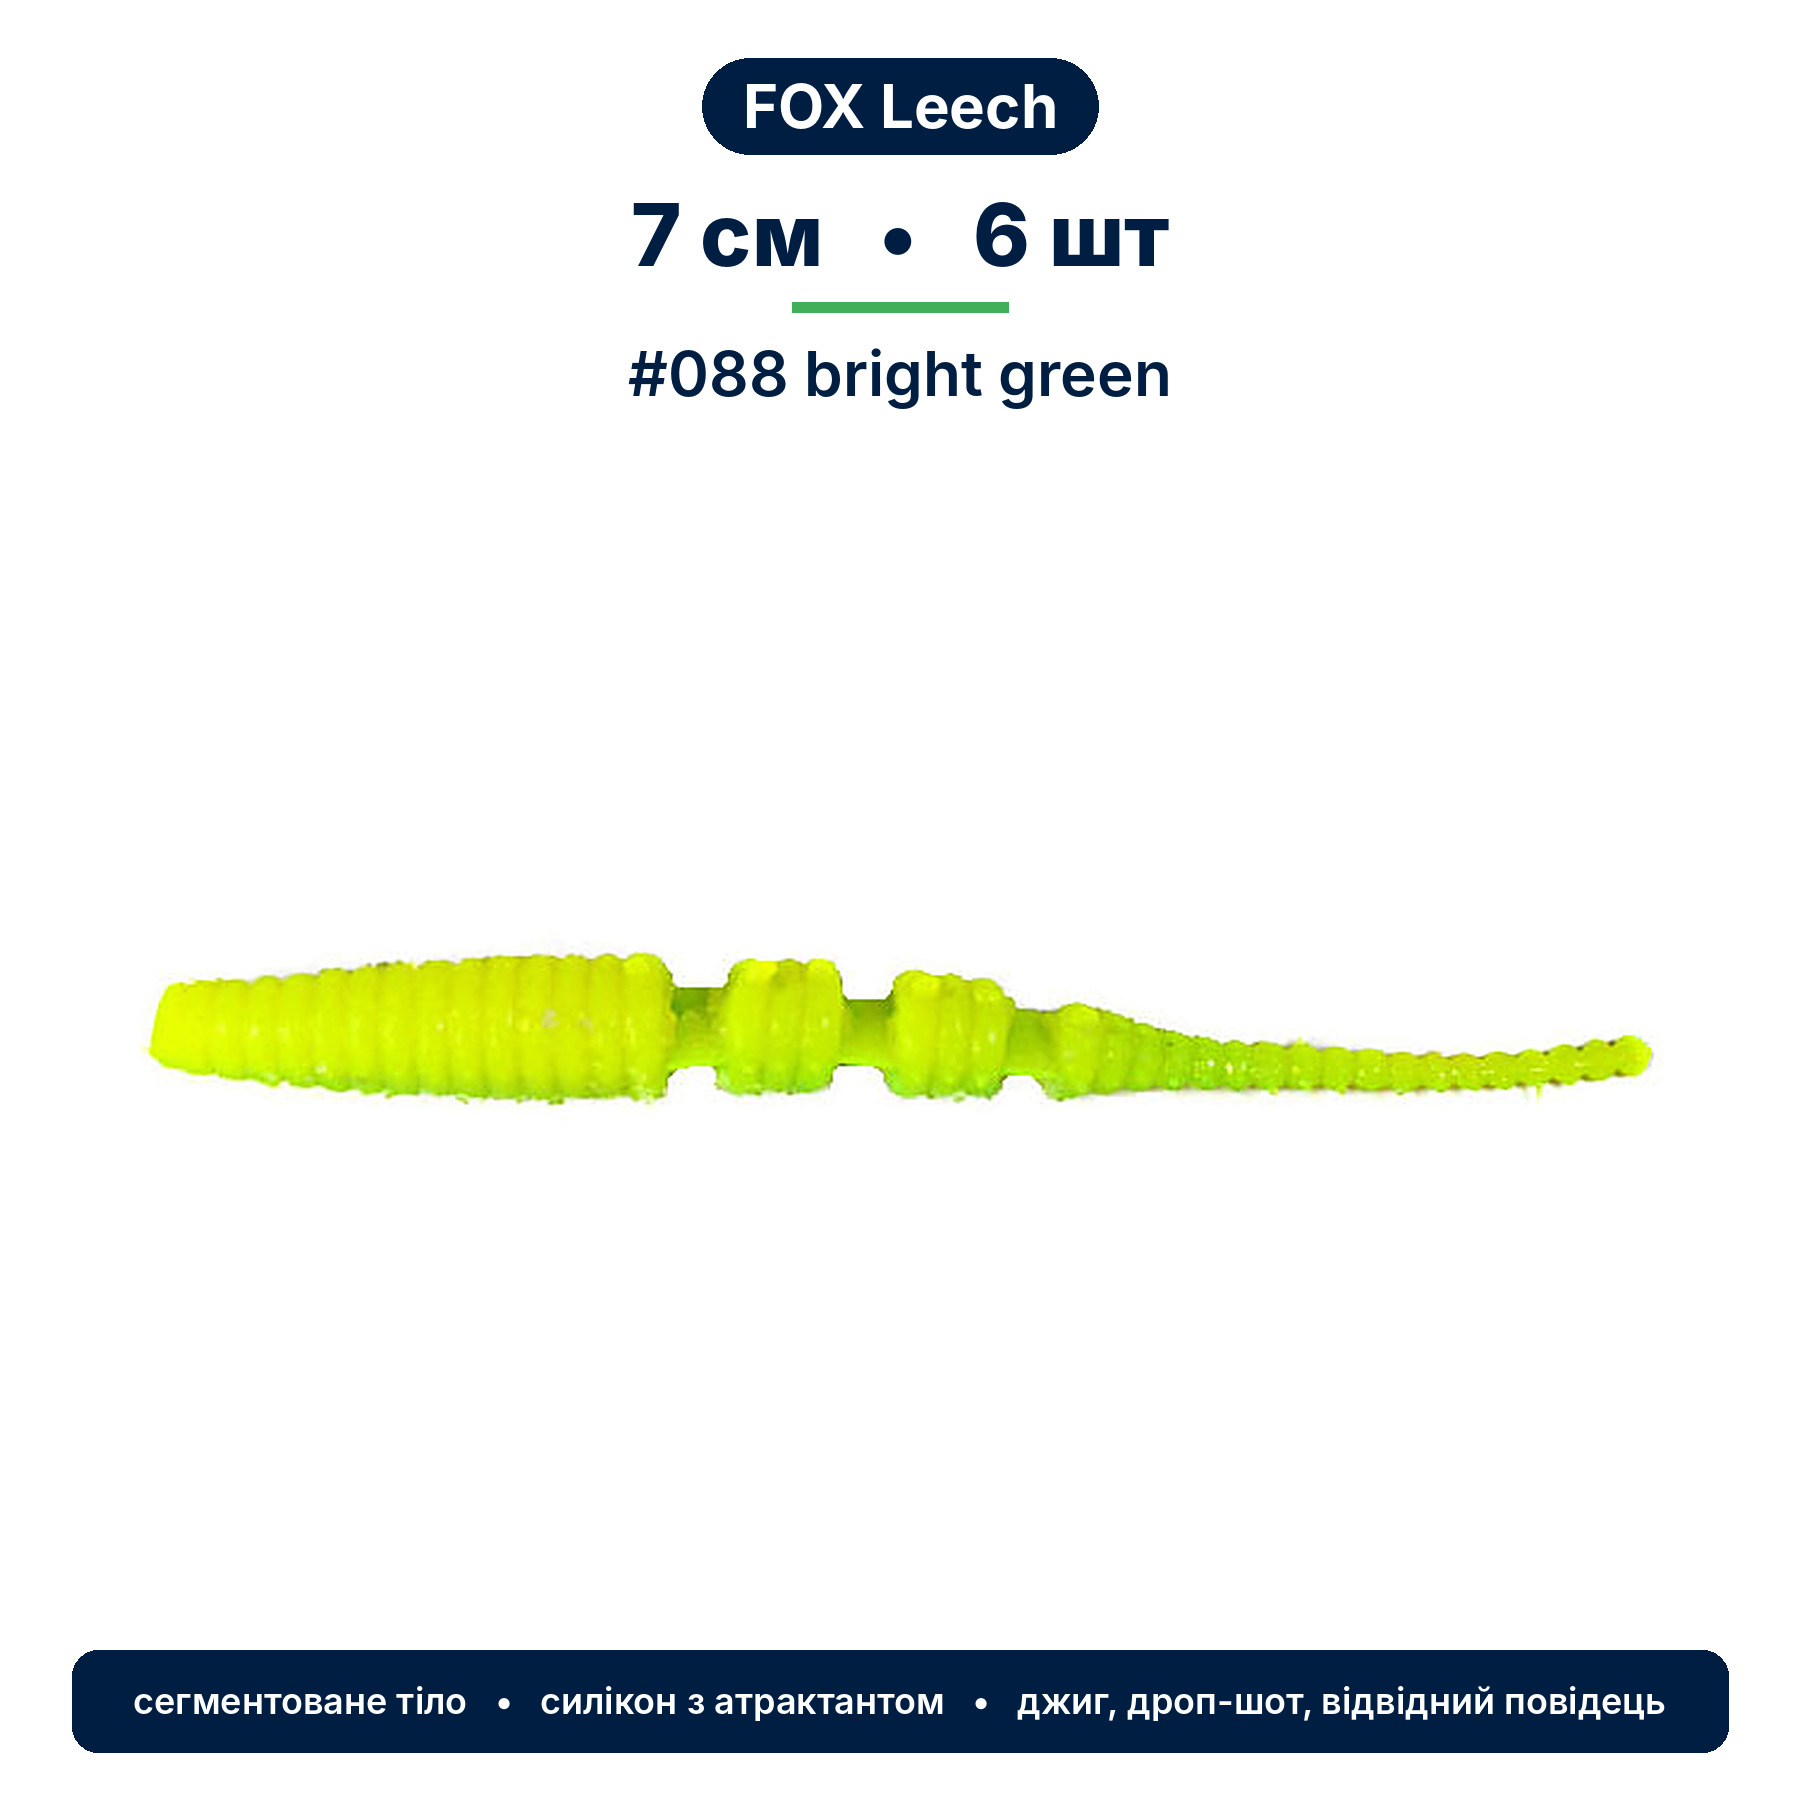 FOX Leech
7 см • 6 шт
#088 bright green
сегментоване тіло • силікон з атрактантом • джиг, дроп-шот, відвідний повідець